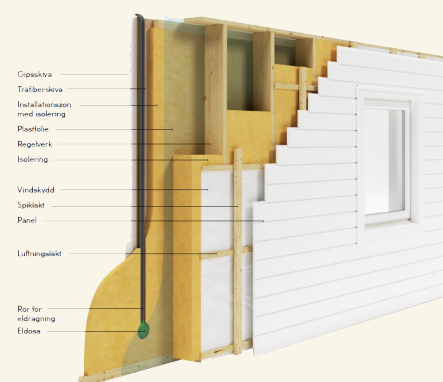 Gipsskiva
Träfiberskiva
Installationszon
med isolering
Plastfolie
Regelverk
Isolering
Vindskydd
Spikläkt
Panel
Luftningsläkt
Rör för
eldragning
Eldosa